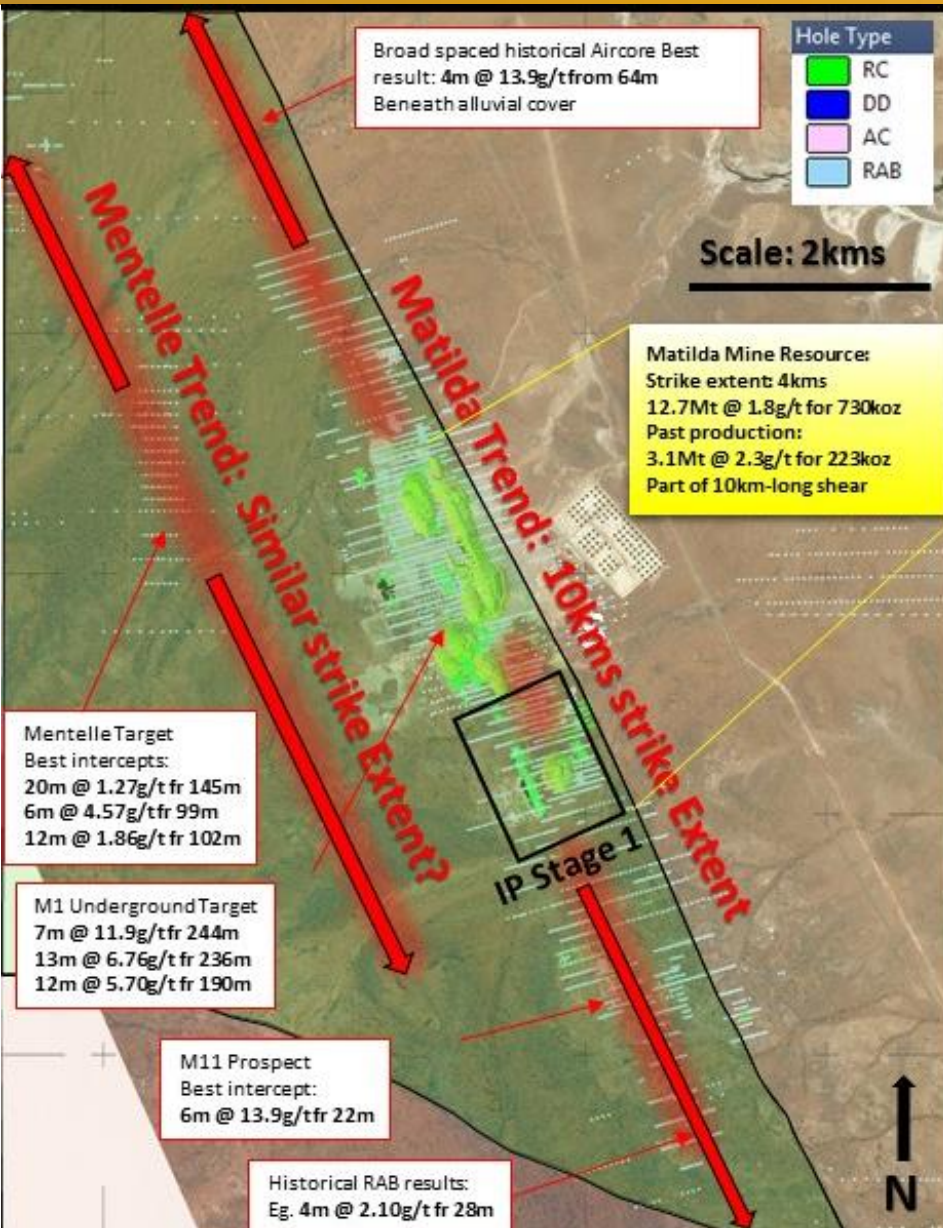 Broad spaced historical Aircore Best
result: 4m @ 13.9g/t from 64m
Beneath alluvial cover
Hole Type
RC
DD
AC
RAB
Scale: 2kms
Mentelle Trend: Similar strike Extent?
Matilda Trend: 10kms strike Extent
Matilda Mine Resource:
Strike extent: 4kms
12.7Mt @ 1.8g/t for 730koz
Past production:
3.1Mt @ 2.3g/t for 223koz
Part of 10km-long shear
Mentelle Target
Best intercepts:
20m @ 1.27g/t fr 145m
6m @ 4.57g/t fr 99m
12m @ 1.86g/t fr 102m
IP Stage 1
M1 Underground Target
7m @ 11.9g/t fr 244m
13m @ 6.76g/t fr 236m
12m @ 5.70g/t fr 190m
M11 Prospect
Best intercept:
6m @ 13.9g/t fr 22m
Historical RAB results:
Eg. 4m @ 2.10g/t fr 28m
N